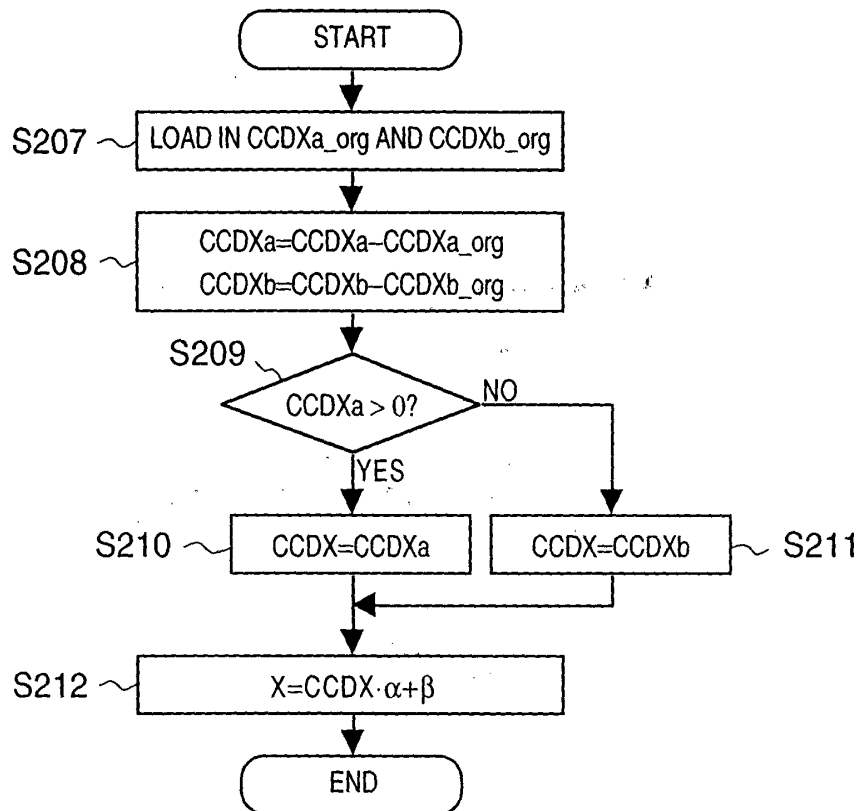 START
S207
LOAD IN CCDXa_org AND CCDXb_org
S208
CCDXa=CCDXa–CCDXa_org
CCDXb=CCDXb–CCDXb_org
S209
CCDXa > 0?
NO
YES
S210
CCDX=CCDXa
CCDX=CCDXb
S211
S212
X=CCDX·α+β
END